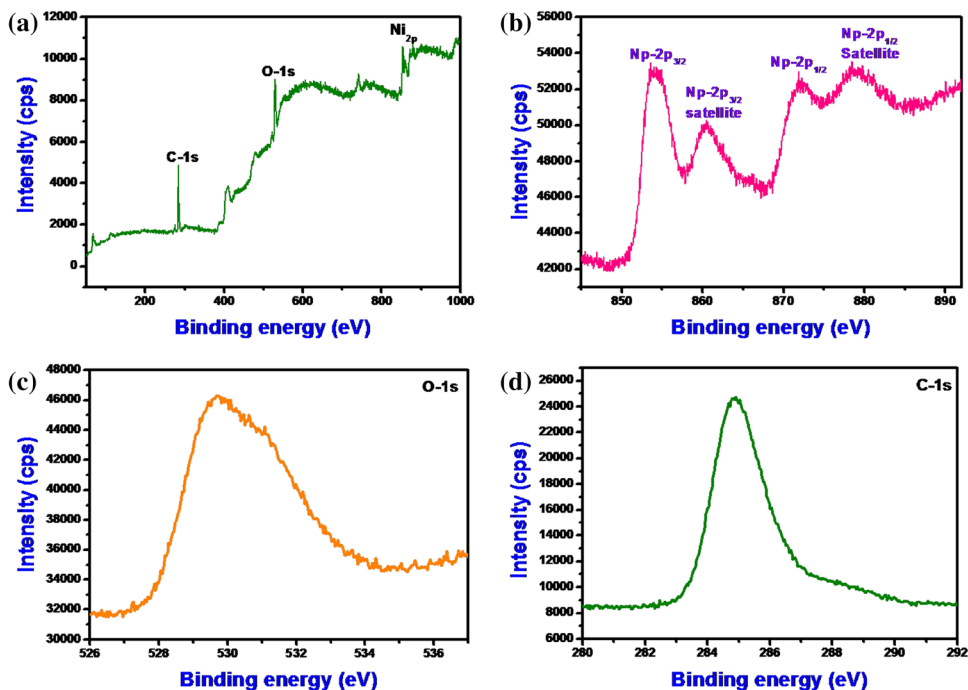 (a)
12000
10000
8000
6000
4000
2000
0
Intensity (cps)
C-1s
O-1s
Ni2p
200 400 600 800 1000
Binding energy (eV)
(b)
56000
54000
52000
50000
48000
46000
44000
42000
Intensity (cps)
Np-2p3/2
Np-2p3/2
satellite
Np-2p1/2
Np-2p1/2
Satellite
850 860 870 880 890
Binding energy (eV)
(c)
48000
46000
44000
42000
40000
38000
36000
34000
32000
30000
Intensity (cps)
O-1s
526 528 530 532 534 536
Binding energy (eV)
(d)
26000
24000
22000
20000
18000
16000
14000
12000
10000
8000
6000
Intensity (cps)
C-1s
280 282 284 286 288 290 292
Binding energy (eV)